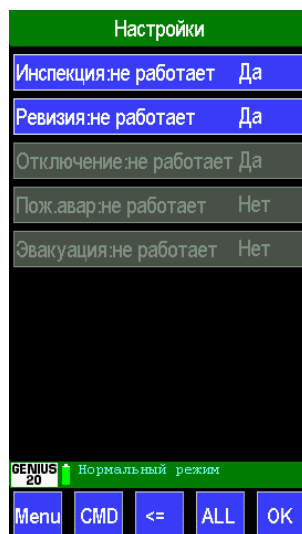 Настройки
Инспекция:не работает Да
Ревизия:не работает Да
Отключение:не работает Да
Пож.авар:не работает Нет
Эвакуация:не работает Нет
GENIUS
20
Нормальный режим
Menu CMD <= ALL OK